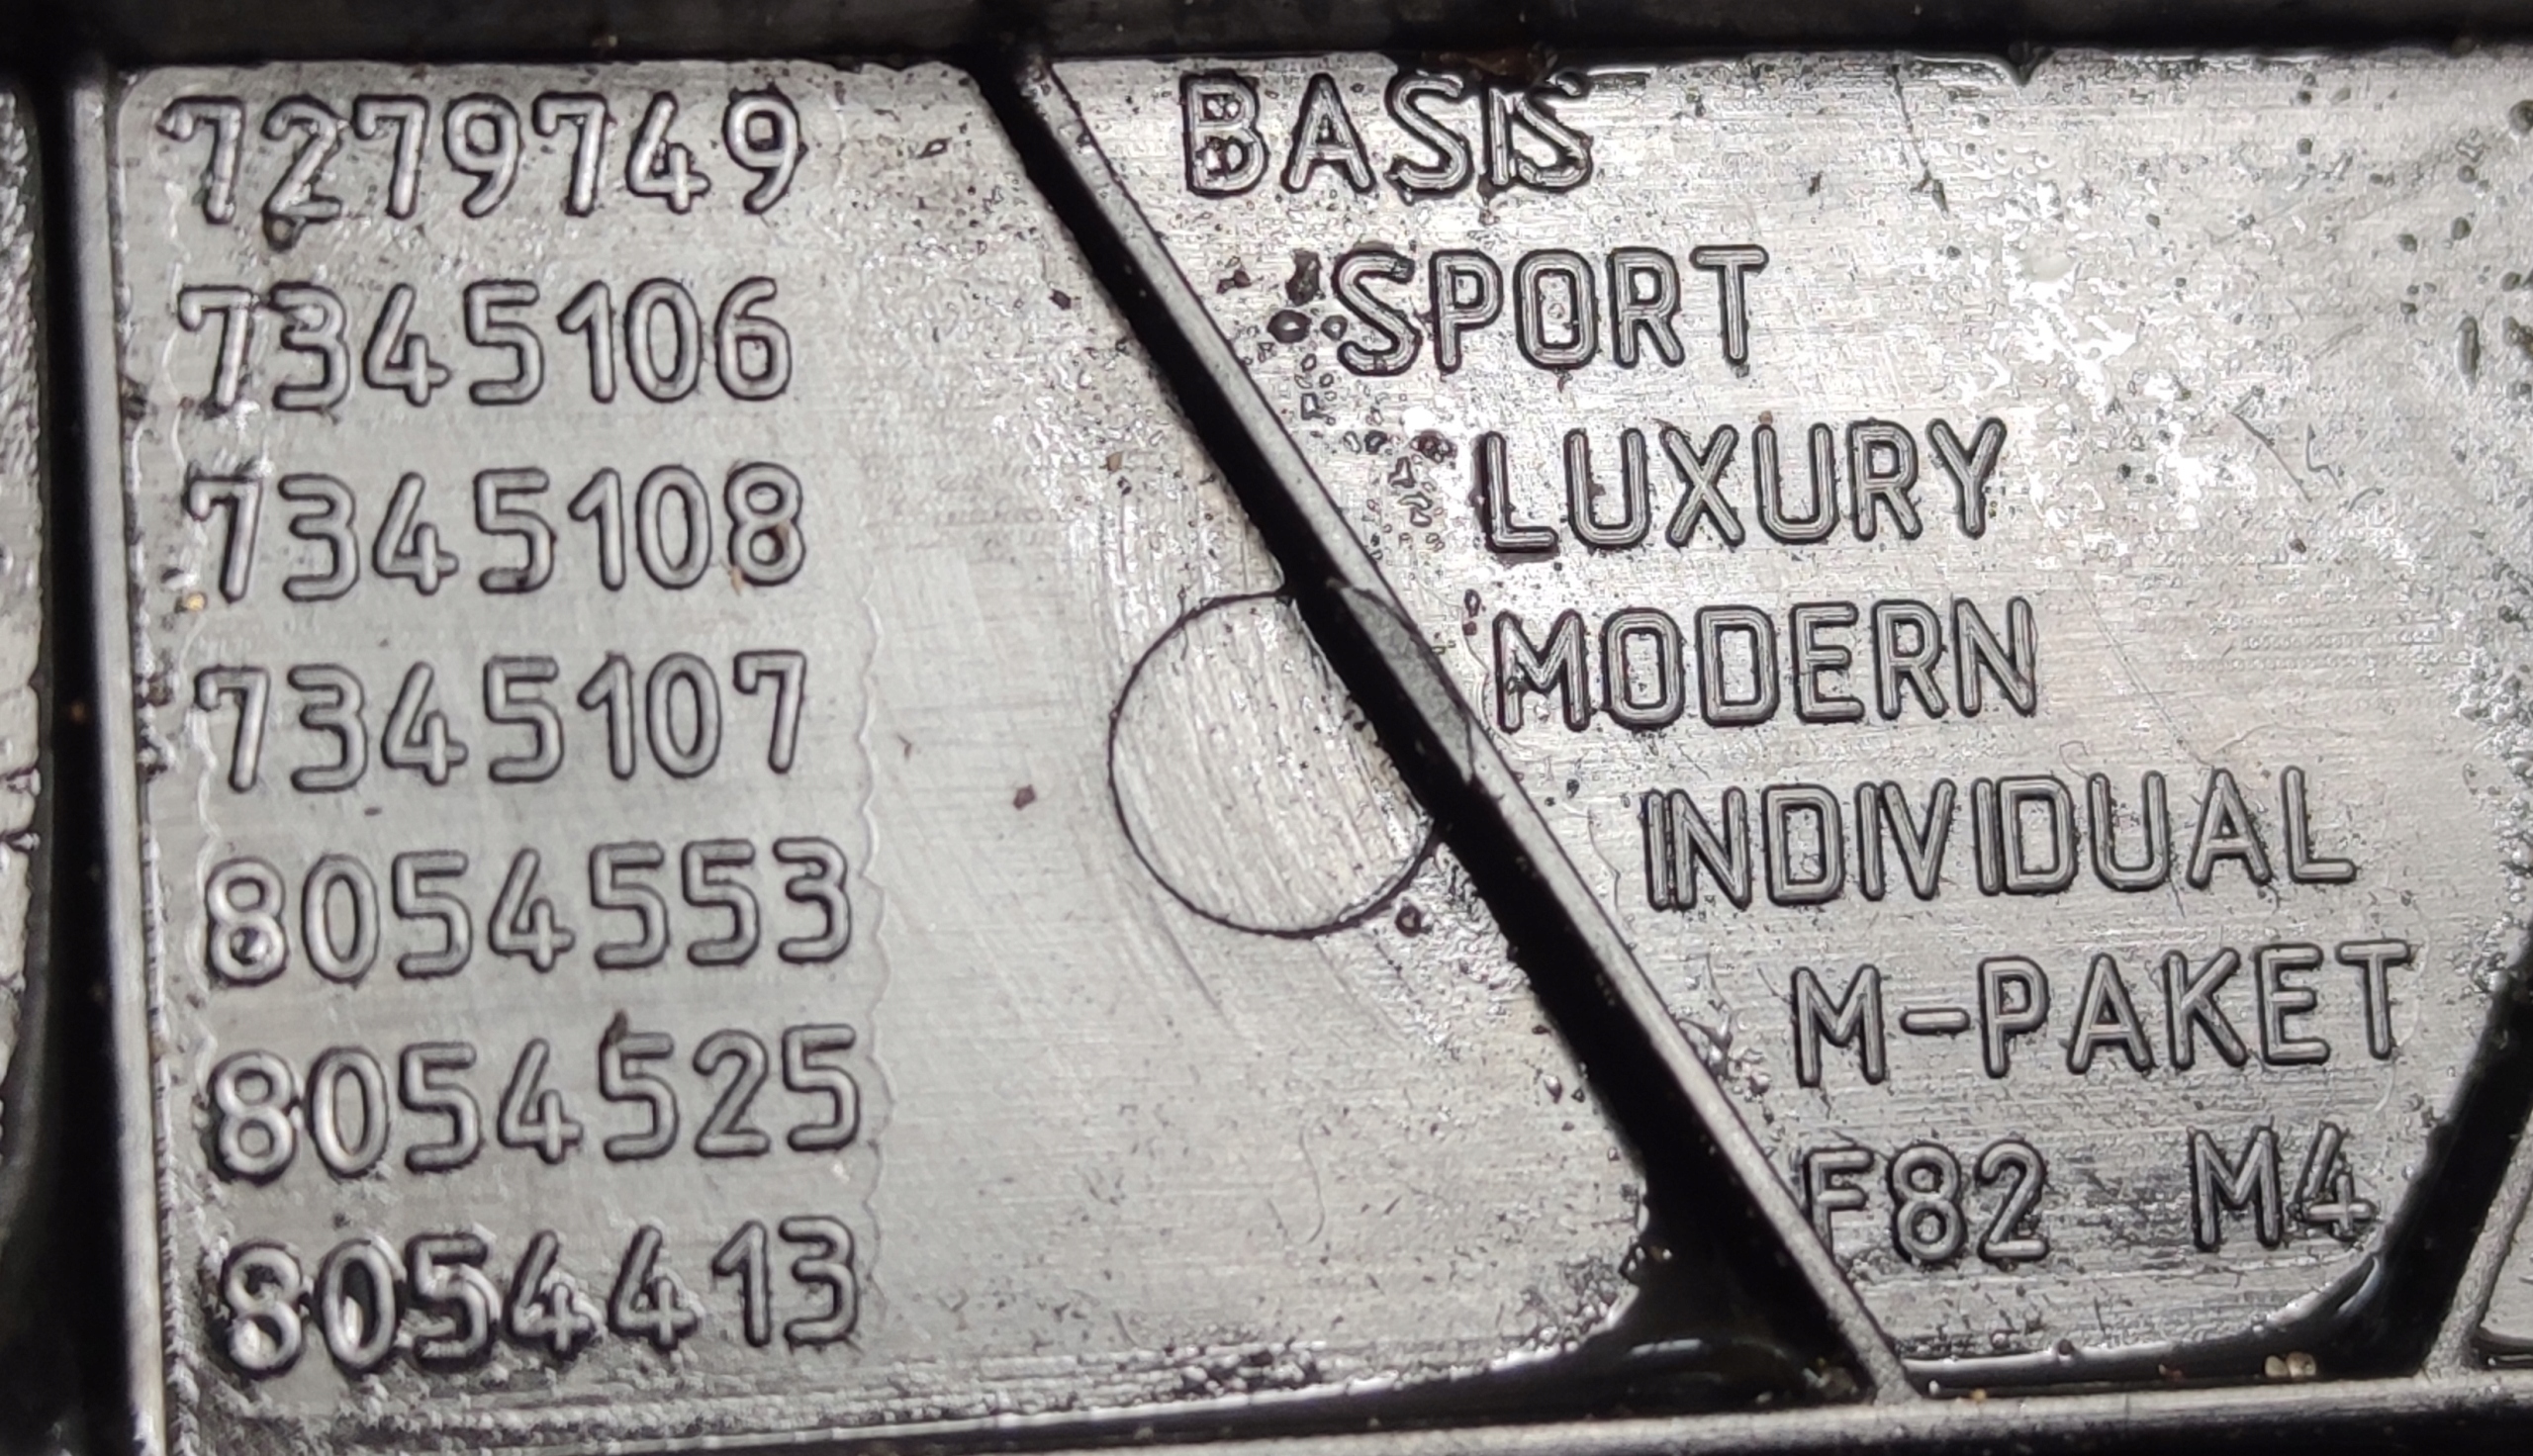 7279749 BASIS
7345106 SPORT
7345108 LUXURY
7345107 MODERN
8054553 INDIVIDUAL
8054525 M-PAKET
8054413 F82 M4